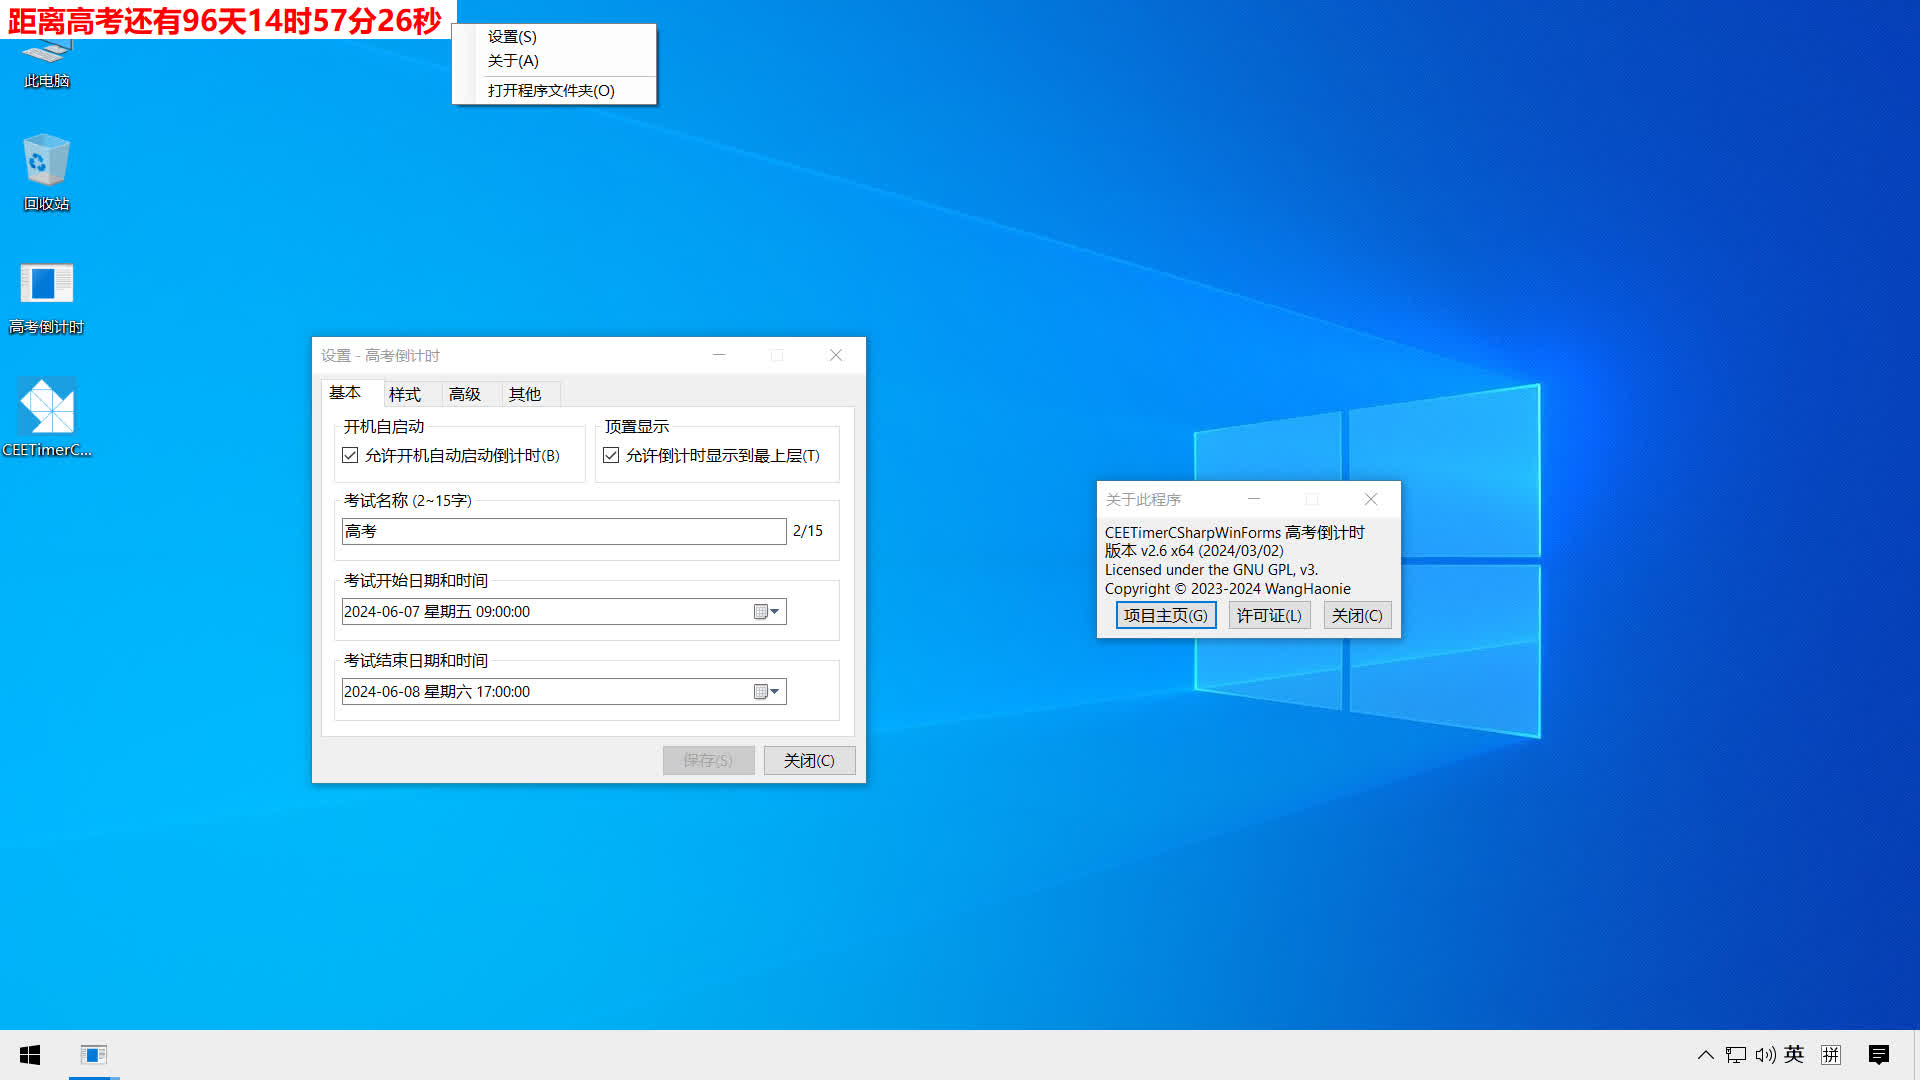 距离高考还有96天14时57分26秒
设置(S)
关于(A)
打开程序文件夹(O)
此电脑
回收站
高考倒计时
CEETimerC...
设置 - 高考倒计时
基本 样式 高级 其他
开机自启动
允许开机自动启动倒计时(B)
顶置显示
允许倒计时显示到最上层(T)
考试名称 (2~15字)
高考 2/15
考试开始日期和时间
2024-06-07 星期五 09:00:00
考试结束日期和时间
2024-06-08 星期六 17:00:00
保存(S) 关闭(C)
关于此程序
CEETimerCSharpWinForms 高考倒计时
版本 v2.6 x64 (2024/03/02)
Licensed under the GNU GPL, v3.
Copyright © 2023-2024 WangHaonie
项目主页(G) 许可证(L) 关闭(C)
英 拼